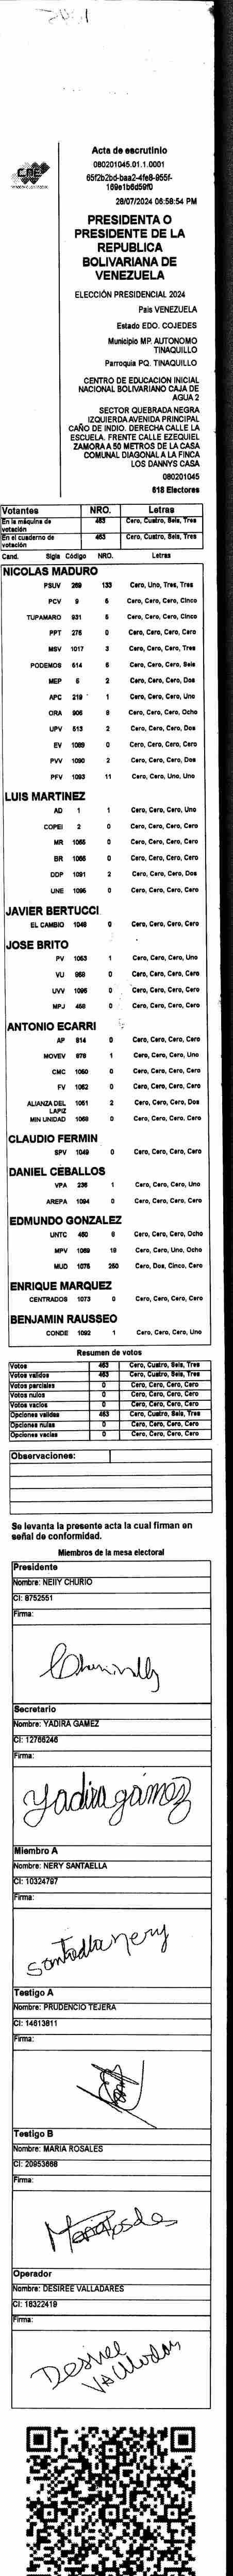 CNE
Acta de escrutinio
080201045.01.1.0001
65f2b2bd-baa2-4fe8-955f-
169e1b6d59f0
28/07/2024 06:58:54 PM
PRESIDENTA O
PRESIDENTE DE LA
REPUBLICA
BOLIVARIANA DE
VENEZUELA
ELECCIÓN PRESIDENCIAL 2024
Pais VENEZUELA
Estado EDO. COJEDES
Municipio MP. AUTONOMO
TINAQUILLO
Parroquia PQ. TINAQUILLO
CENTRO DE EDUCACIÓN INICIAL
NACIONAL BOLIVARIANO CAJA DE
AGUA 2
SECTOR QUEBRADA NEGRA
IZQUIERDA AVENIDA PRINCIPAL
CAÑO DE INDIO. DERECHA CALLE LA
ESCUELA. FRENTE CALLE EZEQUIEL
ZAMORA A 50 METROS DE LA CASA
COMUNAL DIAGONAL A LA FINCA
LOS DANNYS CASA
080201045
618 Electores
Votantes NRO. Letras
En la máquina de votación 463 Cero, Cuatro, Seis, Tres
En el cuaderno de votación 463 Cero, Cuatro, Seis, Tres
Cand. Sigla Código NRO. Letras
NICOLAS MADURO
PSUV 269 133 Cero, Uno, Tres, Tres
PCV 9 5 Cero, Cero, Cero, Cinco
TUPAMARO 931 5 Cero, Cero, Cero, Cinco
PPT 276 0 Cero, Cero, Cero, Cero
MSV 1017 3 Cero, Cero, Cero, Tres
PODEMOS 514 6 Cero, Cero, Cero, Seis
MEP 6 2 Cero, Cero, Cero, Dos
APC 219 1 Cero, Cero, Cero, Uno
ORA 906 8 Cero, Cero, Cero, Ocho
UPV 513 2 Cero, Cero, Cero, Dos
EV 1089 0 Cero, Cero, Cero, Cero
PVV 1090 2 Cero, Cero, Cero, Dos
PFV 1093 11 Cero, Cero, Uno, Uno
LUIS MARTINEZ
AD 1 1 Cero, Cero, Cero, Uno
COPEI 2 0 Cero, Cero, Cero, Cero
MR 0 Cero, Cero, Cero, Cero
BR 0 Cero, Cero, Cero, Cero
DDP 1091 2 Cero, Cero, Cero, Dos
UNE 0 Cero, Cero, Cero, Cero
JAVIER BERTUCCI
EL CAMBIO 1048 0 Cero, Cero, Cero, Cero
JOSE BRITO
PV 1 Cero, Cero, Cero, Uno
VU 968 0 Cero, Cero, Cero, Cero
UVV 0 Cero, Cero, Cero, Cero
MPJ 0 Cero, Cero, Cero, Cero
ANTONIO ECARRI
AP 814 0 Cero, Cero, Cero, Cero
MOVEV 1 Cero, Cero, Cero, Uno
CMC 1060 0 Cero, Cero, Cero, Cero
FV 1062 0 Cero, Cero, Cero, Cero
ALIANZA DEL LAPIZ 1051 2 Cero, Cero, Cero, Dos
MIN UNIDAD 0 Cero, Cero, Cero, Cero
CLAUDIO FERMIN
SPV 1049 0 Cero, Cero, Cero, Cero
DANIEL CEBALLOS
VPA 1 Cero, Cero, Cero, Uno
AREPA 1094 0 Cero, Cero, Cero, Cero
EDMUNDO GONZALEZ
UNTC 8 Cero, Cero, Cero, Ocho
MPV 18 Cero, Cero, Uno, Ocho
MUD 250 Cero, Dos, Cinco, Cero
ENRIQUE MARQUEZ
CENTRADOS 1073 0 Cero, Cero, Cero, Cero
BENJAMIN RAUSSEO
CONDE 1092 1 Cero, Cero, Cero, Uno
Resumen de votos
Votos 463 Cero, Cuatro, Seis, Tres
Votos validos 463 Cero, Cuatro, Seis, Tres
Votos parciales 0 Cero, Cero, Cero, Cero
Votos nulos 0 Cero, Cero, Cero, Cero
Votos vacios 0 Cero, Cero, Cero, Cero
Opciones validas 463 Cero, Cuatro, Seis, Tres
Opciones nulas 0 Cero, Cero, Cero, Cero
Opciones vacias 0 Cero, Cero, Cero, Cero
Observaciones:
Se levanta la presente acta la cual firman en
señal de conformidad.
Miembros de la mesa electoral
Presidente
Nombre: NEIIY CHURIO
CI: 8752551
Firma:
Secretario
Nombre: YADIRA GAMEZ
CI: 12766246
Firma:
Yadira gámez
Miembro A
Nombre: NERY SANTAELLA
CI: 10324797
Firma:
Santaella nery
Testigo A
Nombre: PRUDENCIO TEJERA
CI: 14613811
Firma:
Testigo B
Nombre: MARIA ROSALES
CI: 20953668
Firma:
Operador
Nombre: DESIREE VALLADARES
CI: 18322419
Firma: